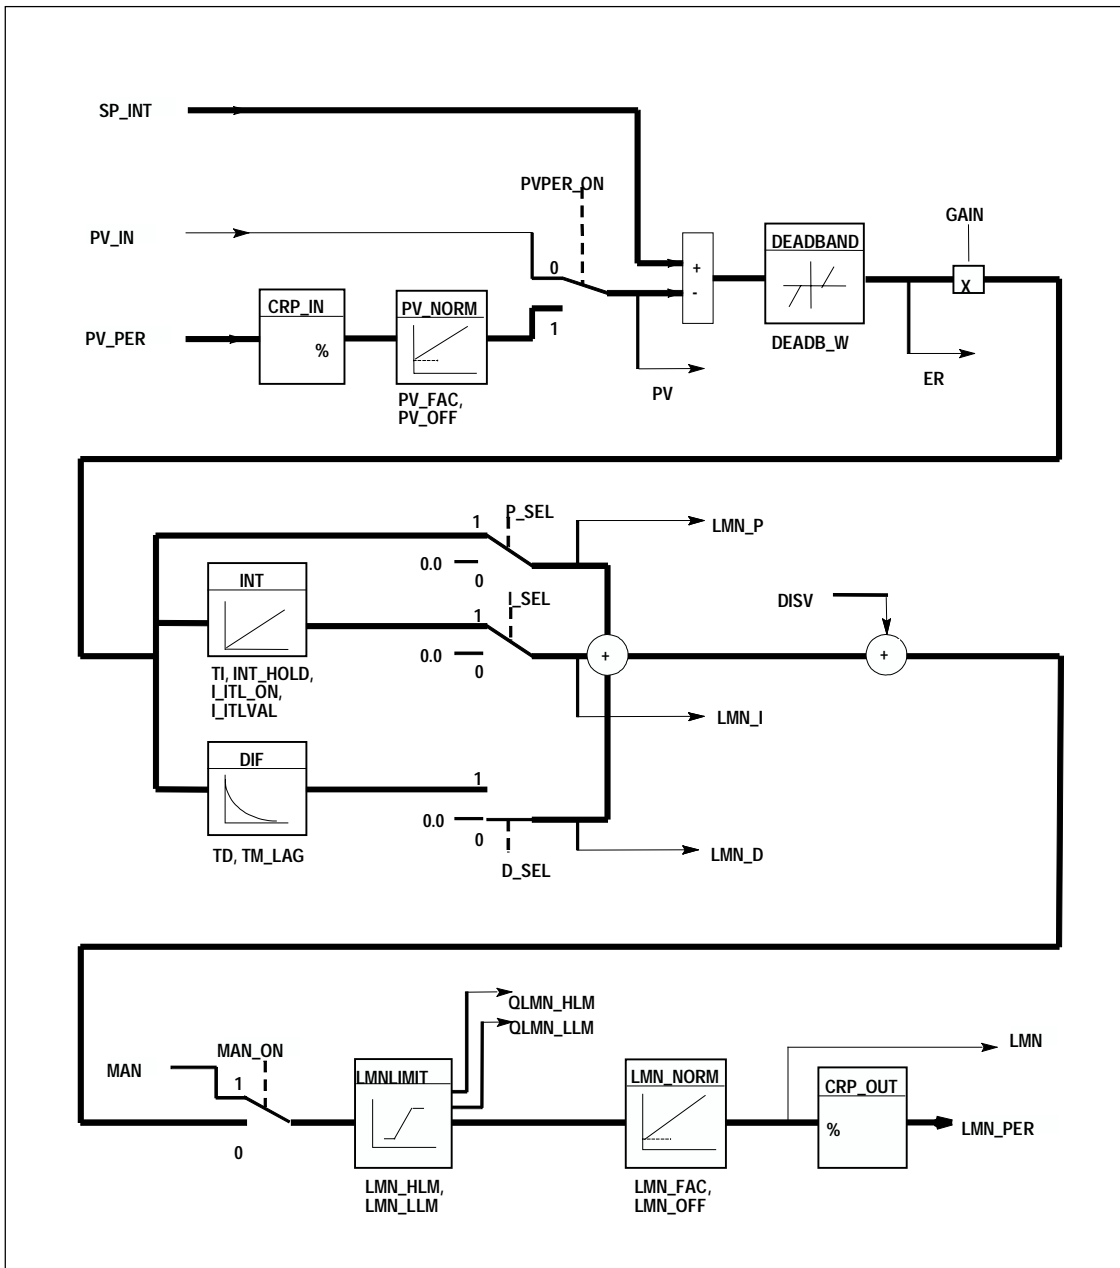 SP_INT
PVPER_ON
GAIN
PV_IN
DEADBAND
+
-
X
0
1
CRP_IN
%
PV_NORM
PV_PER
DEADB_W
PV
ER
PV_FAC,
PV_OFF
P_SEL
1
LMN_P
0.0
0
INT
I_SEL
1
DISV
0.0
0
+
+
TI, INT_HOLD,
I_ITL_ON,
I_ITLVAL
LMN_I
DIF
1
0.0
0
TD, TM_LAG
D_SEL
LMN_D
QLMN_HLM
QLMN_LLM
MAN_ON
MAN
1
0
LMNLIMIT
LMN_NORM
LMN
CRP_OUT
%
LMN_PER
LMN_HLM,
LMN_LLM
LMN_FAC,
LMN_OFF